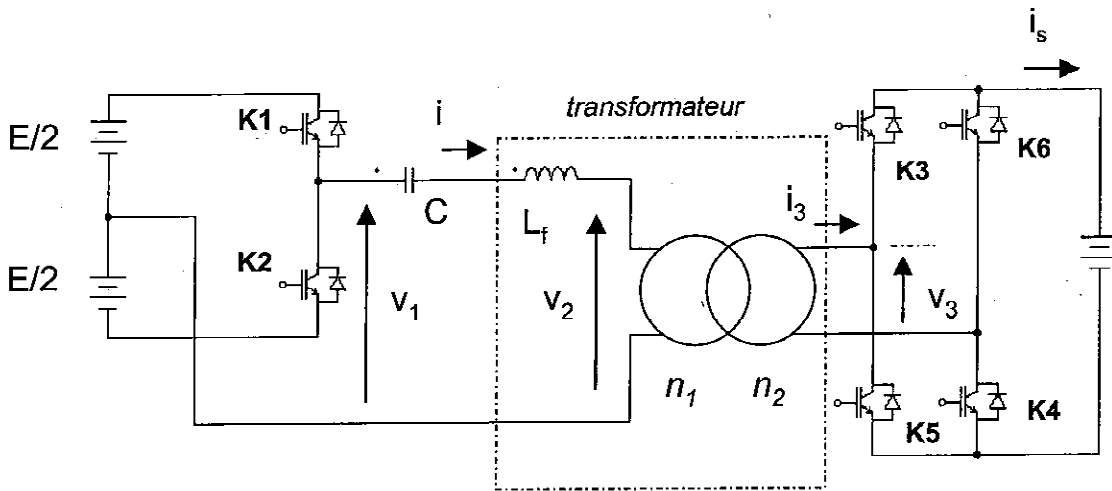 i_s
transformateur
K1
i
E/2
K3
K6
C
L_f
i_3
K2
E/2
v_1
v_2
v_3
n_1
n_2
K5
K4